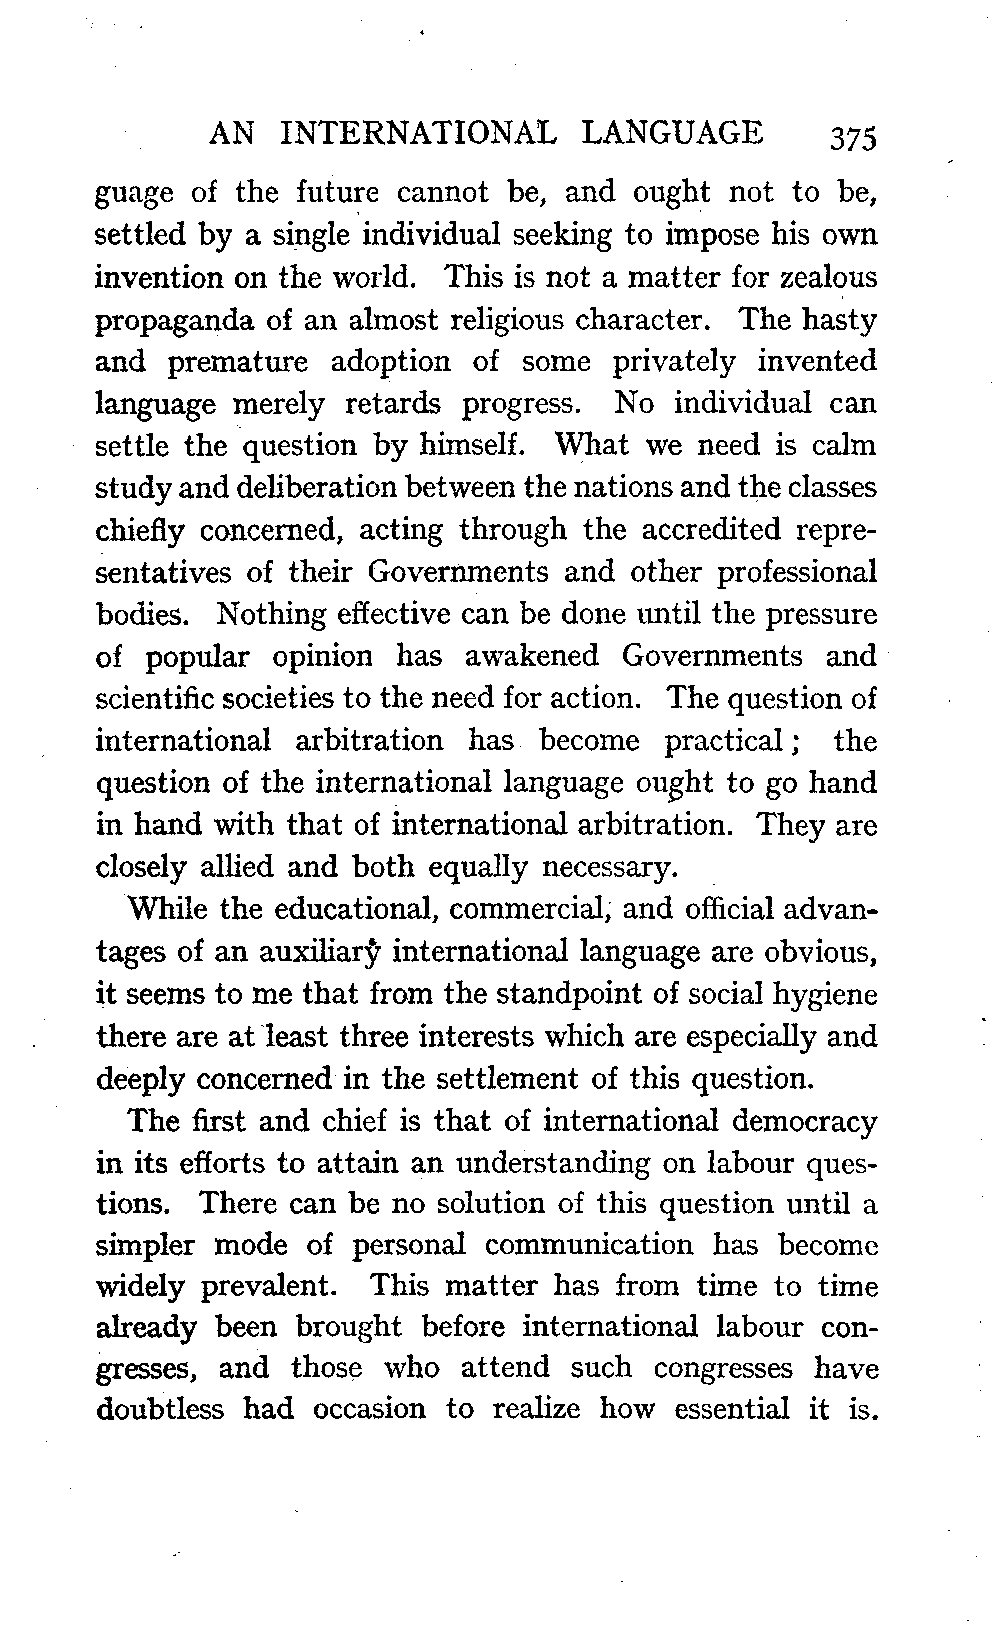 AN INTERNATIONAL LANGUAGE 375
guage of the future cannot be, and ought not to be,
settled by a single individual seeking to impose his own
invention on the world. This is not a matter for zealous
propaganda of an almost religious character. The hasty
and premature adoption of some privately invented
language merely retards progress. No individual can
settle the question by himself. What we need is calm
study and deliberation between the nations and the classes
chiefly concerned, acting through the accredited repre-
sentatives of their Governments and other professional
bodies. Nothing effective can be done until the pressure
of popular opinion has awakened Governments and
scientific societies to the need for action. The question of
international arbitration has become practical ; the
question of the international language ought to go hand
in hand with that of international arbitration. They are
closely allied and both equally necessary.
While the educational, commercial, and official advan-
tages of an auxiliary international language are obvious,
it seems to me that from the standpoint of social hygiene
there are at least three interests which are especially and
deeply concerned in the settlement of this question.
The first and chief is that of international democracy
in its efforts to attain an understanding on labour ques-
tions. There can be no solution of this question until a
simpler mode of personal communication has become
widely prevalent. This matter has from time to time
already been brought before international labour con-
gresses, and those who attend such congresses have
doubtless had occasion to realize how essential it is.